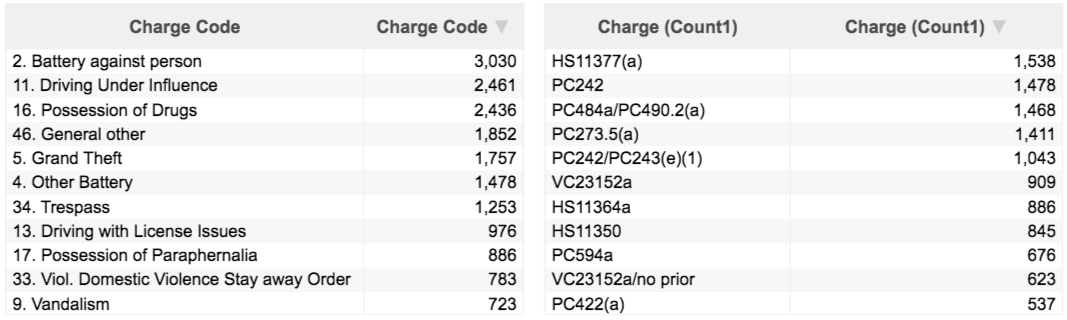 Charge Code Charge Code ▼
2. Battery against person 3,030
11. Driving Under Influence 2,461
16. Possession of Drugs 2,436
46. General other 1,852
5. Grand Theft 1,757
4. Other Battery 1,478
34. Trespass 1,253
13. Driving with License Issues 976
17. Possession of Paraphernalia 886
33. Viol. Domestic Violence Stay away Order 783
9. Vandalism 723
Charge (Count1) Charge (Count1) ▼
HS11377(a) 1,538
PC242 1,478
PC484a/PC490.2(a) 1,468
PC273.5(a) 1,411
PC242/PC243(e)(1) 1,043
VC23152a 909
HS11364a 886
HS11350 845
PC594a 676
VC23152a/no prior 623
PC422(a) 537